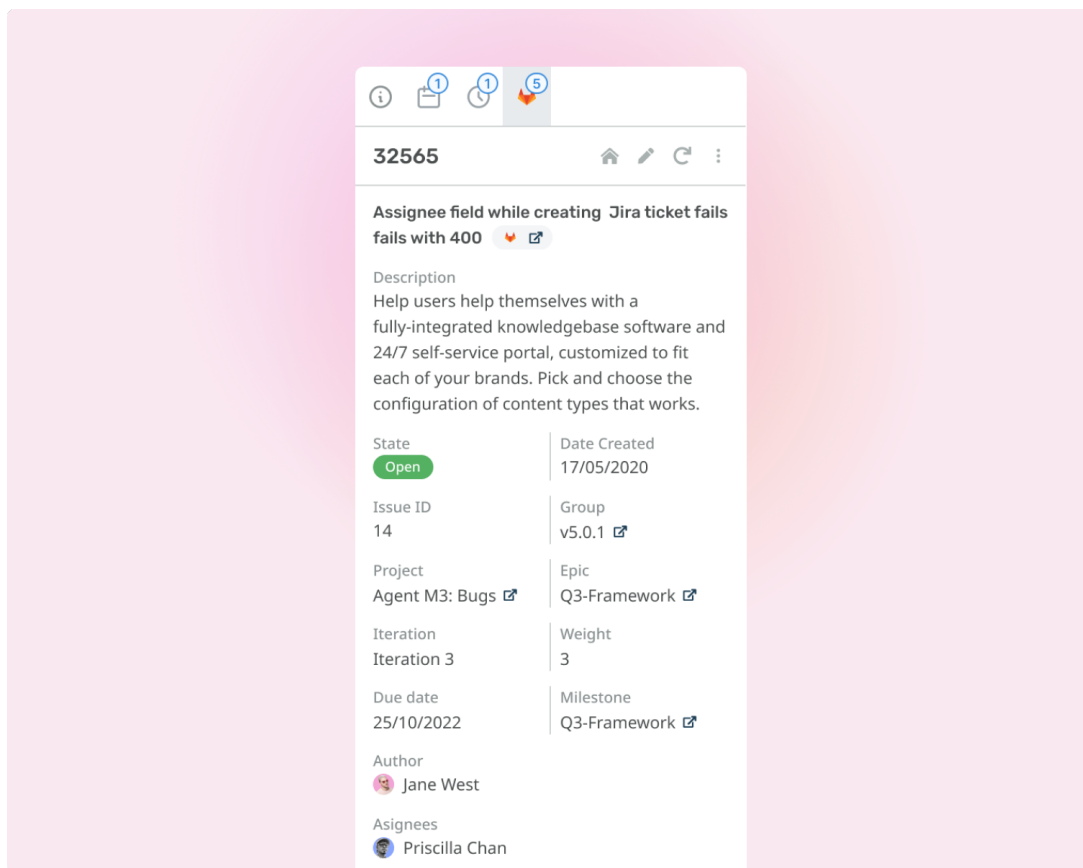 1 1 5
32565
Assignee field while creating Jira ticket fails
fails with 400
Description
Help users help themselves with a
fully-integrated knowledgebase software and
24/7 self-service portal, customized to fit
each of your brands. Pick and choose the
configuration of content types that works.
State
Open
Date Created
17/05/2020
Issue ID
14
Group
v5.0.1
Project
Agent M3: Bugs
Epic
Q3-Framework
Iteration
Iteration 3
Weight
3
Due date
25/10/2022
Milestone
Q3-Framework
Author
Jane West
Asignees
Priscilla Chan